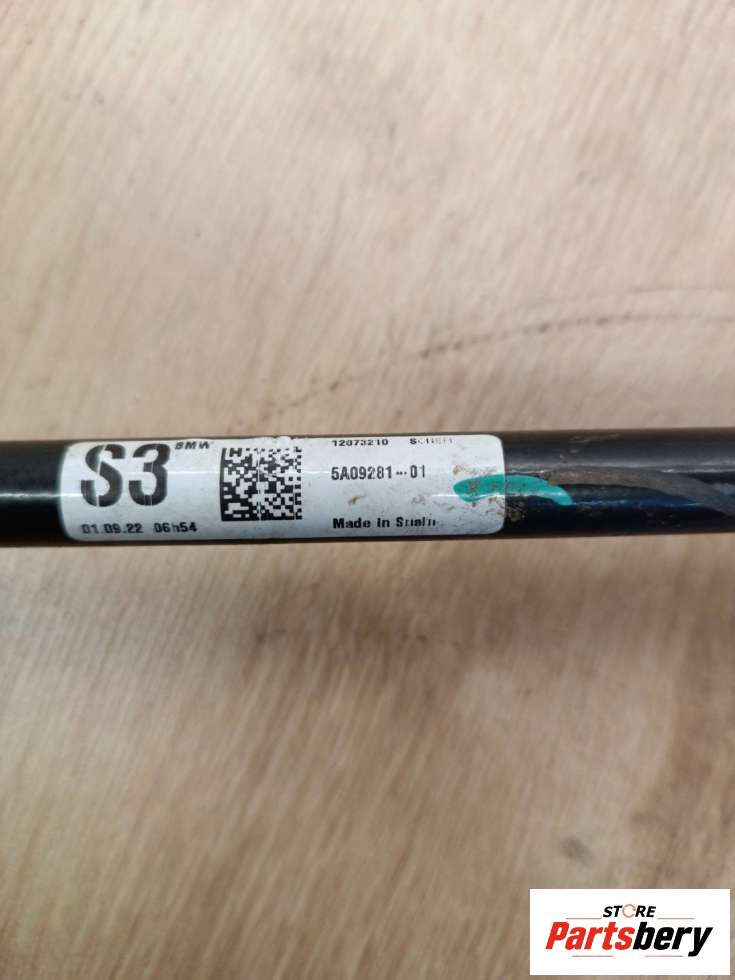 S3 BMW
01.09.22 06h54
12073210
5A09281-01
Made in Spain
STORE
Partsbery